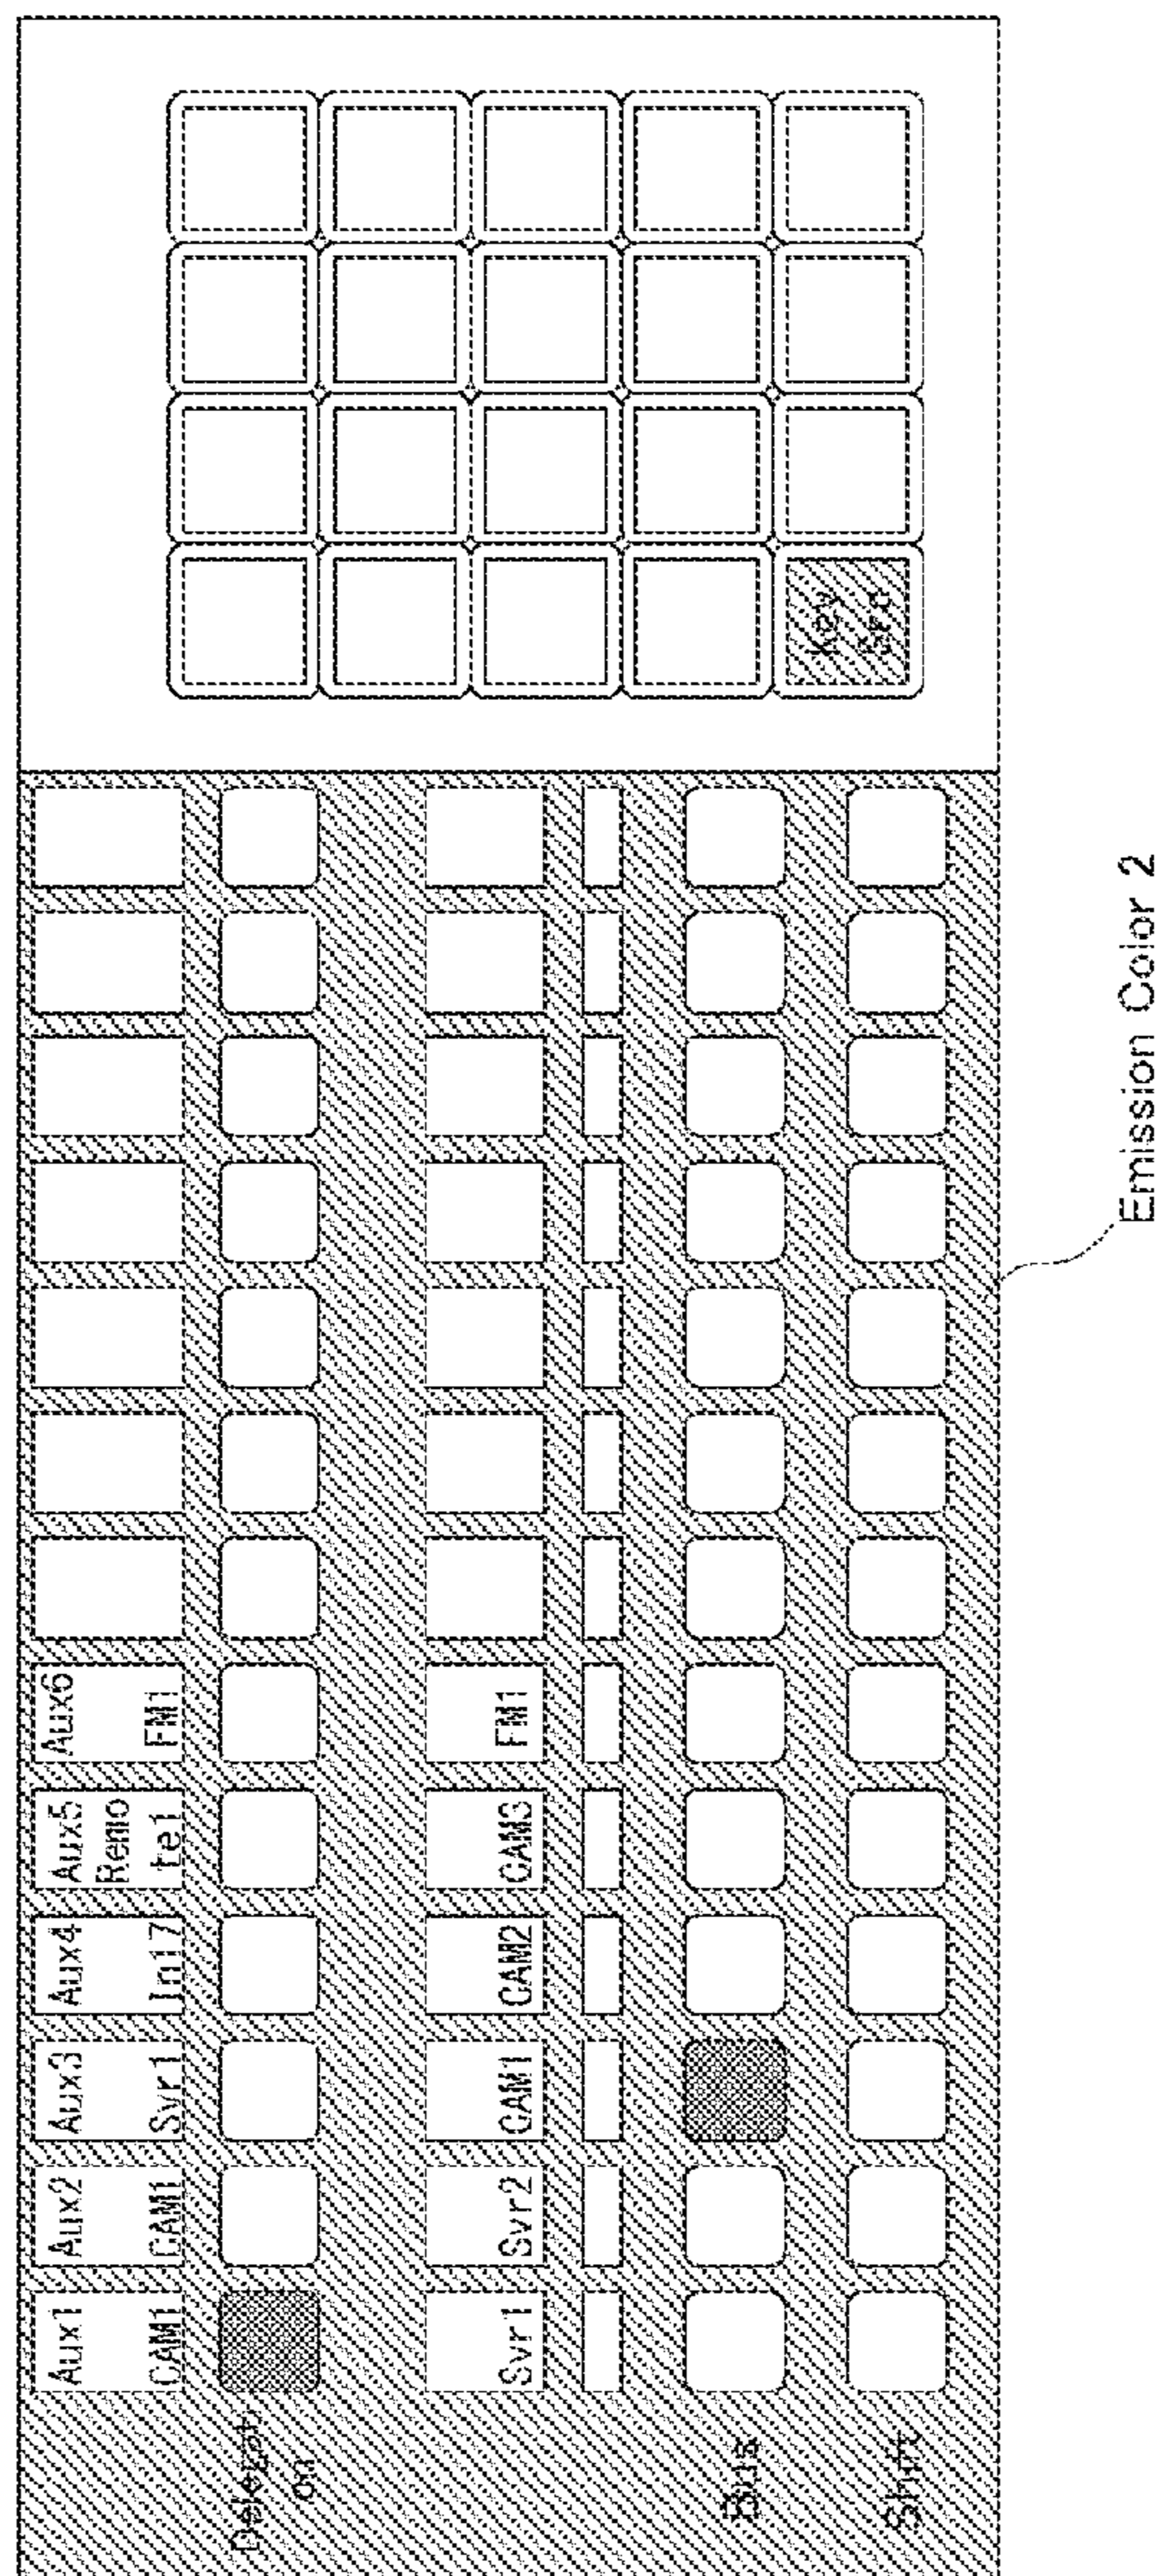 Aux1
CAM1
Aux2
CAM1
Aux3
Svr1
Aux4
In17
Aux5
Remo
te1
Aux6
FM1
Delegati
on
Svr1
Svr2
CAM1
CAM2
CAM3
FM1
Bus
Shift
Key
Src
Emission Color 2